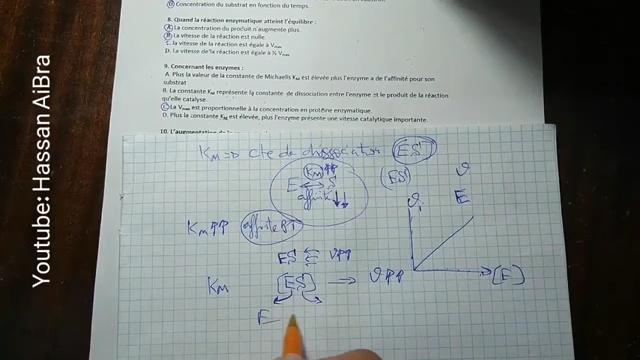 D Concentration du substrat en fonction du temps.
8. Quand la réaction enzymatique atteint l'équilibre :
A La concentration du produit n'augmente plus.
B La vitesse de la réaction est nulle.
C. la vitesse de la réaction est égale à Vmax
D. La vitesse de la réaction est égale à ½ Vmax
9. Concernant les enzymes :
A. Plus la valeur de la constante de Michaelis KM est élevée plus l'enzyme a de l'affinité pour son
substrat
B. La constante KM représente la constante de dissociation entre l'enzyme et le produit de la réaction
qu'elle catalyse.
C La Vmax est proportionnelle à la concentration en protéine enzymatique.
D. Plus la constante KM est élevée, plus l'enzyme présente une vitesse catalytique importante.
10. L'augmentation
KM => cte de dissociation (ES)
KM ↑↑
E ↔ S
affinité ↓↓
(ES)
KM ↑↑
ES
KM
[ES] → V↑↑
E
Vi
[E]
Youtube: Hassan AiBra